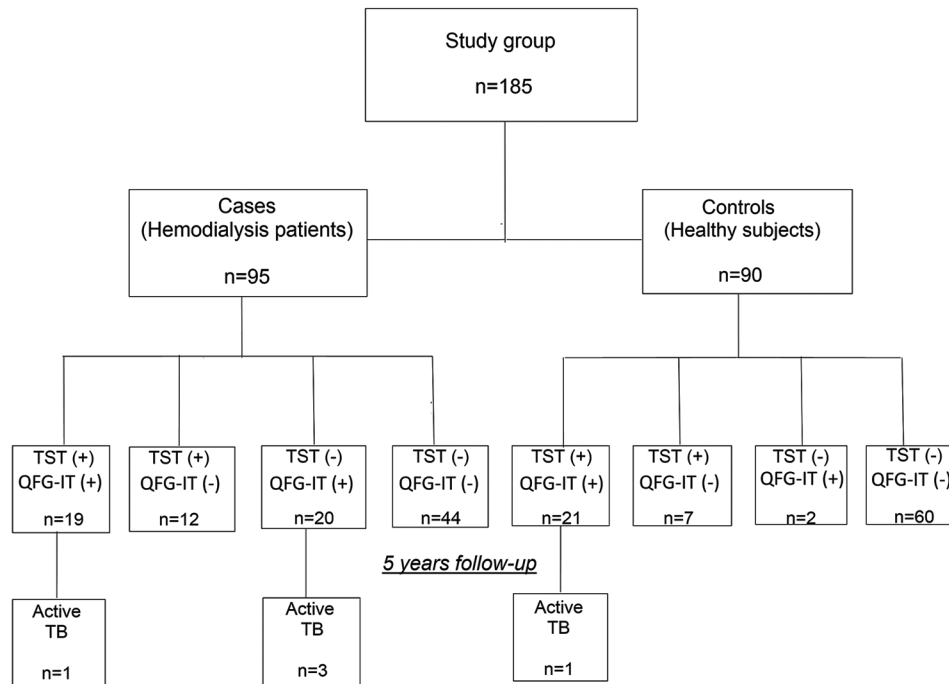 Study group
n=185
Cases
(Hemodialysis patients)
n=95
Controls
(Healthy subjects)
n=90
TST (+)
QFG-IT (+)
n=19
TST (+)
QFG-IT (-)
n=12
TST (-)
QFG-IT (+)
n=20
TST (-)
QFG-IT (-)
n=44
TST (+)
QFG-IT (+)
n=21
TST (+)
QFG-IT (-)
n=7
TST (-)
QFG-IT (+)
n=2
TST (-)
QFG-IT (-)
n=60
5 years follow-up
Active
TB
n=1
Active
TB
n=3
Active
TB
n=1